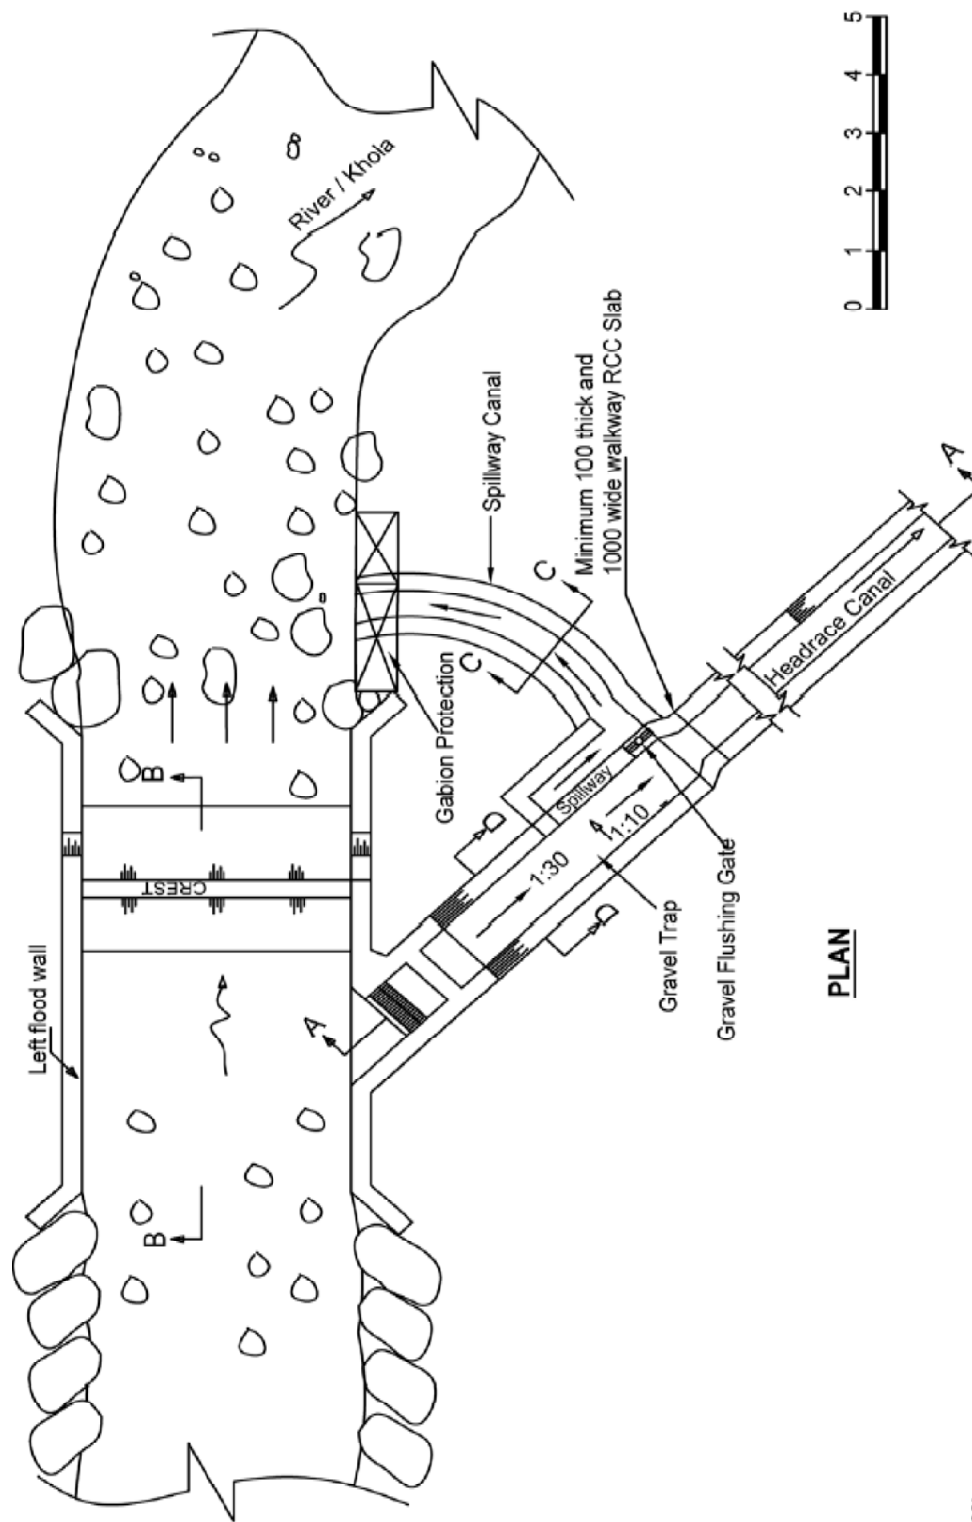 Left flood wall
B
B
CREST
River / Khola
A
Gabion Protection
C
C
Spillway Canal
D
Spillway
1:30
1:10
Minimum 100 thick and
1000 wide walkway RCC Slab
D
Gravel Trap
Gravel Flushing Gate
Headrace Canal
A
PLAN
0 1 2 3 4 5